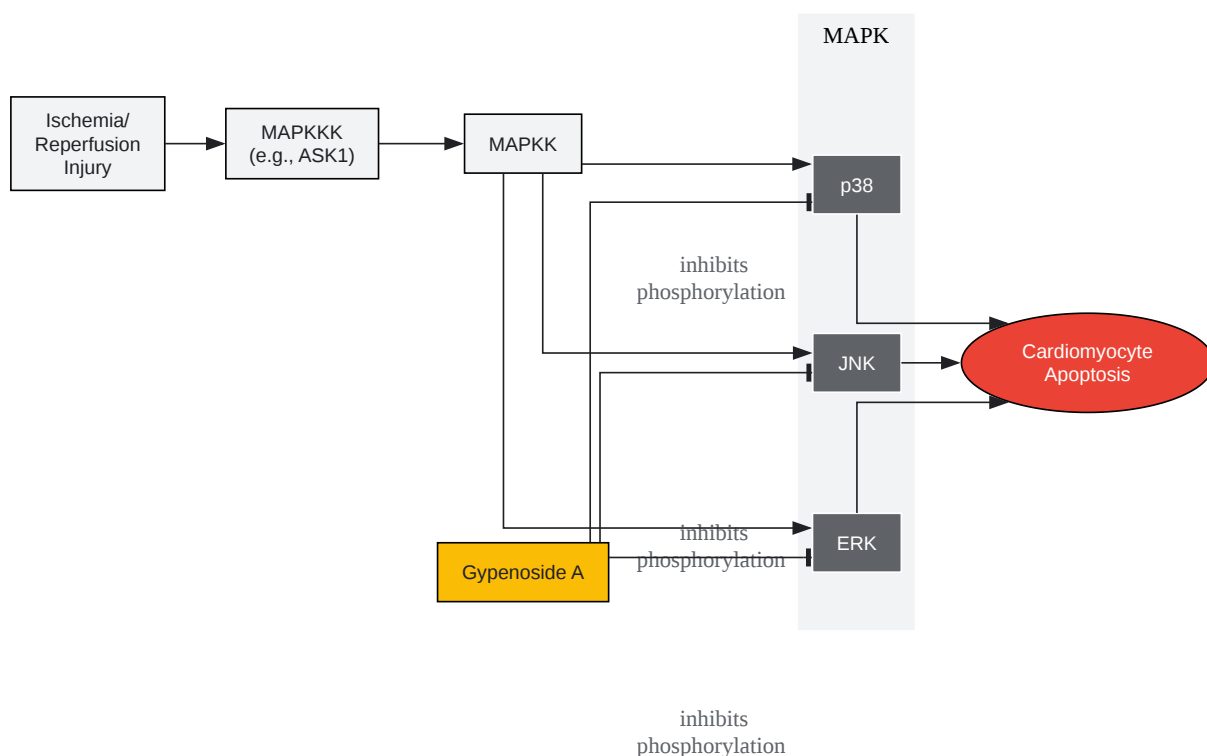 MAPK
Ischemia/
Reperfusion
Injury
MAPKKK
(e.g., ASK1)
MAPKK
p38
inhibits
phosphorylation
JNK
Cardiomyocyte
Apoptosis
inhibits
phosphorylation
ERK
Gypenoside A
inhibits
phosphorylation